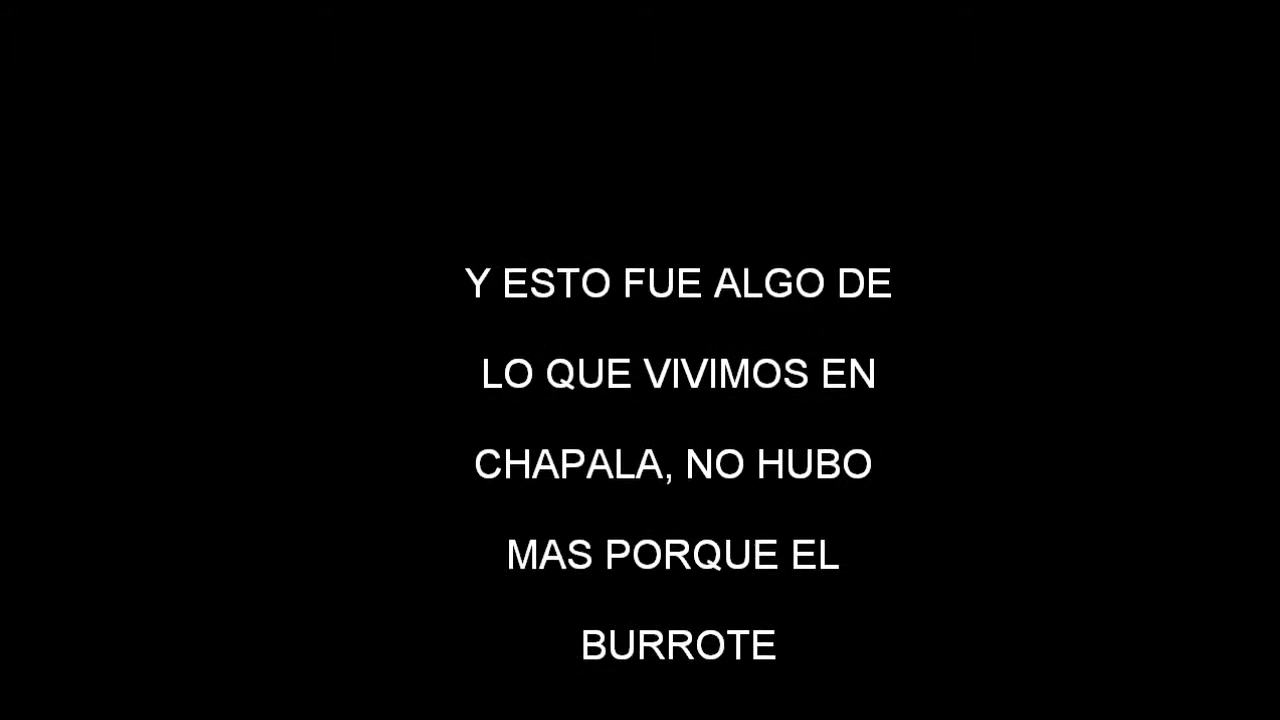 Y ESTO FUE ALGO DE
LO QUE VIVIMOS EN
CHAPALA, NO HUBO
MAS PORQUE EL
BURROTE